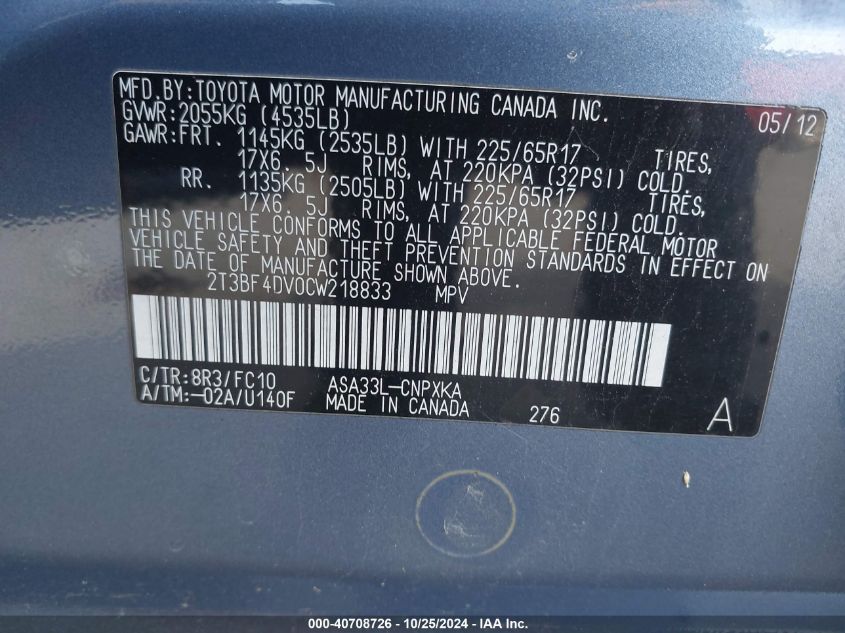 MFD. BY: TOYOTA MOTOR MANUFACTURING CANADA INC. 05/12
GVWR: 2055KG (4535LB)
GAWR: FRT. 1145KG (2535LB) WITH 225/65R17 TIRES,
17X6. 5J RIMS, AT 220KPA (32PSI) COLD.
RR. 1135KG (2505LB) WITH 225/65R17 TIRES,
17X6. 5J RIMS, AT 220KPA (32PSI) COLD.
THIS VEHICLE CONFORMS TO ALL APPLICABLE FEDERAL MOTOR
VEHICLE SAFETY AND THEFT PREVENTION STANDARDS IN EFFECT ON
THE DATE OF MANUFACTURE SHOWN ABOVE.
2T3BF4DV0CW218833 MPV
C/TR: 8R3/FC10 ASA33L-CNPXKA
A/TM: -02A/U140F MADE IN CANADA 276 A
000-40708726 - 10/25/2024 - IAA Inc.